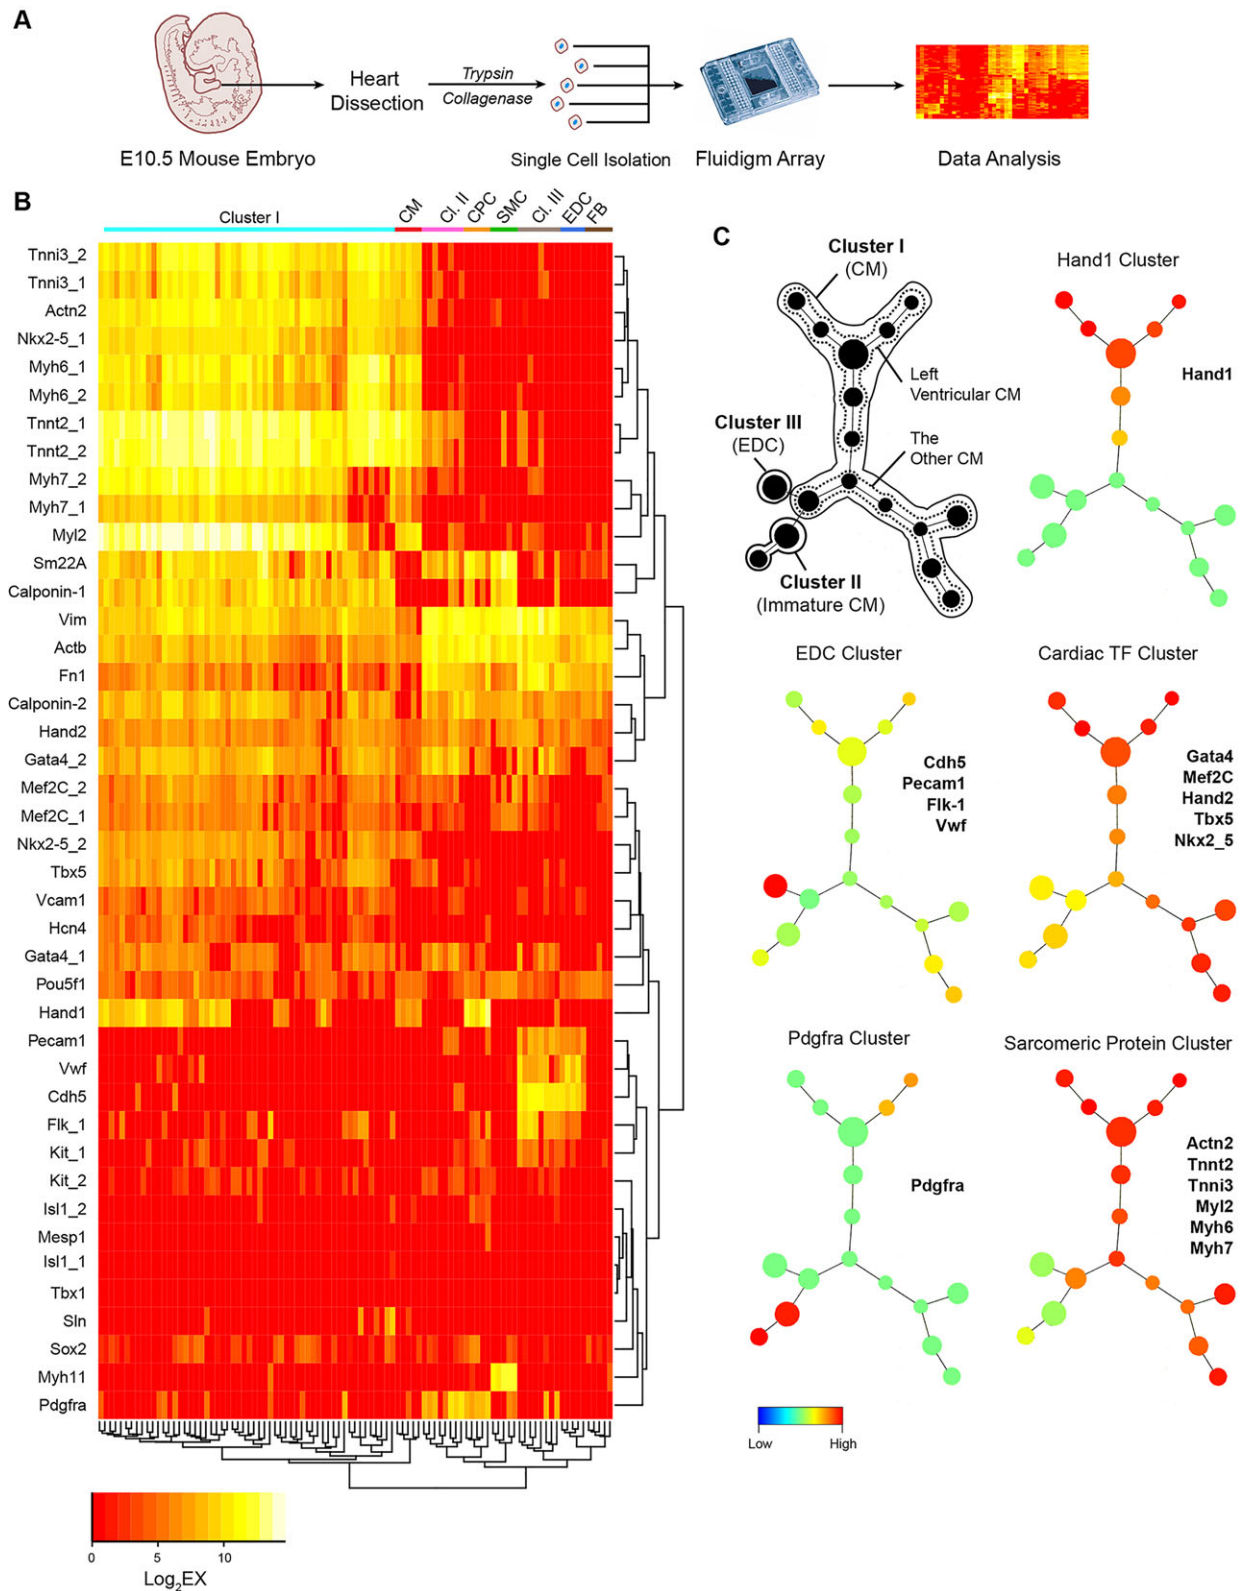 A
Heart
Dissection
Trypsin
Collagenase
E10.5 Mouse Embryo
Single Cell Isolation
Fluidigm Array
Data Analysis
B
Cluster I
CM
Cl. II
CPC
SMC
Cl. III
EDC
FB
Tnni3_2
Tnni3_1
Actn2
Nkx2-5_1
Myh6_1
Myh6_2
Tnnt2_1
Tnnt2_2
Myh7_2
Myh7_1
Myl2
Sm22A
Calponin-1
Vim
Actb
Fn1
Calponin-2
Hand2
Gata4_2
Mef2C_2
Mef2C_1
Nkx2-5_2
Tbx5
Vcam1
Hcn4
Gata4_1
Pou5f1
Hand1
Pecam1
Vwf
Cdh5
Flk_1
Kit_1
Kit_2
Isl1_2
Mesp1
Isl1_1
Tbx1
Sln
Sox2
Myh11
Pdgfra
0
5
10
Log2EX
C
Cluster I
(CM)
Left
Ventricular CM
Cluster III
(EDC)
The
Other CM
Cluster II
(Immature CM)
Hand1 Cluster
Hand1
EDC Cluster
Cdh5
Pecam1
Flk-1
Vwf
Cardiac TF Cluster
Gata4
Mef2C
Hand2
Tbx5
Nkx2_5
Pdgfra Cluster
Pdgfra
Sarcomeric Protein Cluster
Actn2
Tnnt2
Tnni3
Myl2
Myh6
Myh7
Low
High